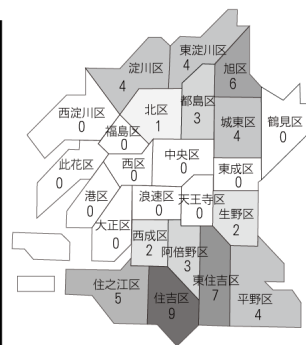 東淀川区
4
淀川区
4
旭区
6
都島区
3
西淀川区
0
北区
1
城東区
4
鶴見区
0
福島区
0
此花区
0
西区
0
中央区
0
東成区
0
港区
0
浪速区
0
天王寺区
0
生野区
2
大正区
0
西成区
2
阿倍野区
3
東住吉区
7
平野区
4
住之江区
5
住吉区
9